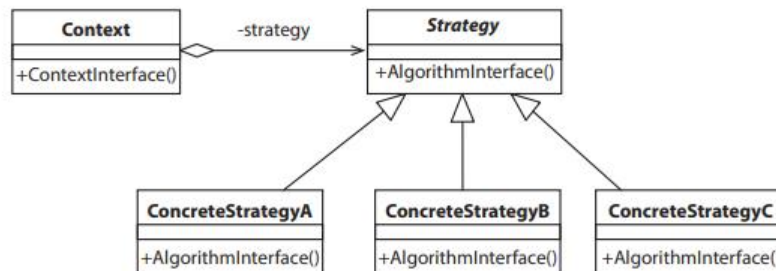 Context
+ContextInterface()
-strategy
Strategy
+AlgorithmInterface()
ConcreteStrategyA
+AlgorithmInterface()
ConcreteStrategyB
+AlgorithmInterface()
ConcreteStrategyC
+AlgorithmInterface()